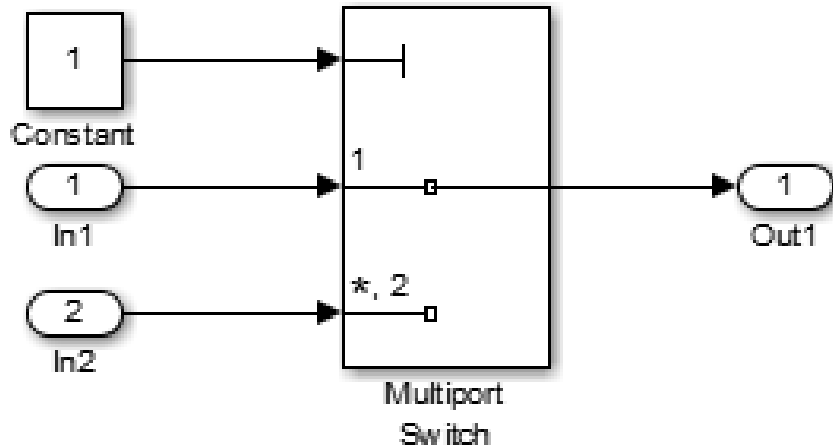 1
Constant
1
1
1
In1
Out1
*, 2
2
In2
Multiport
Switch